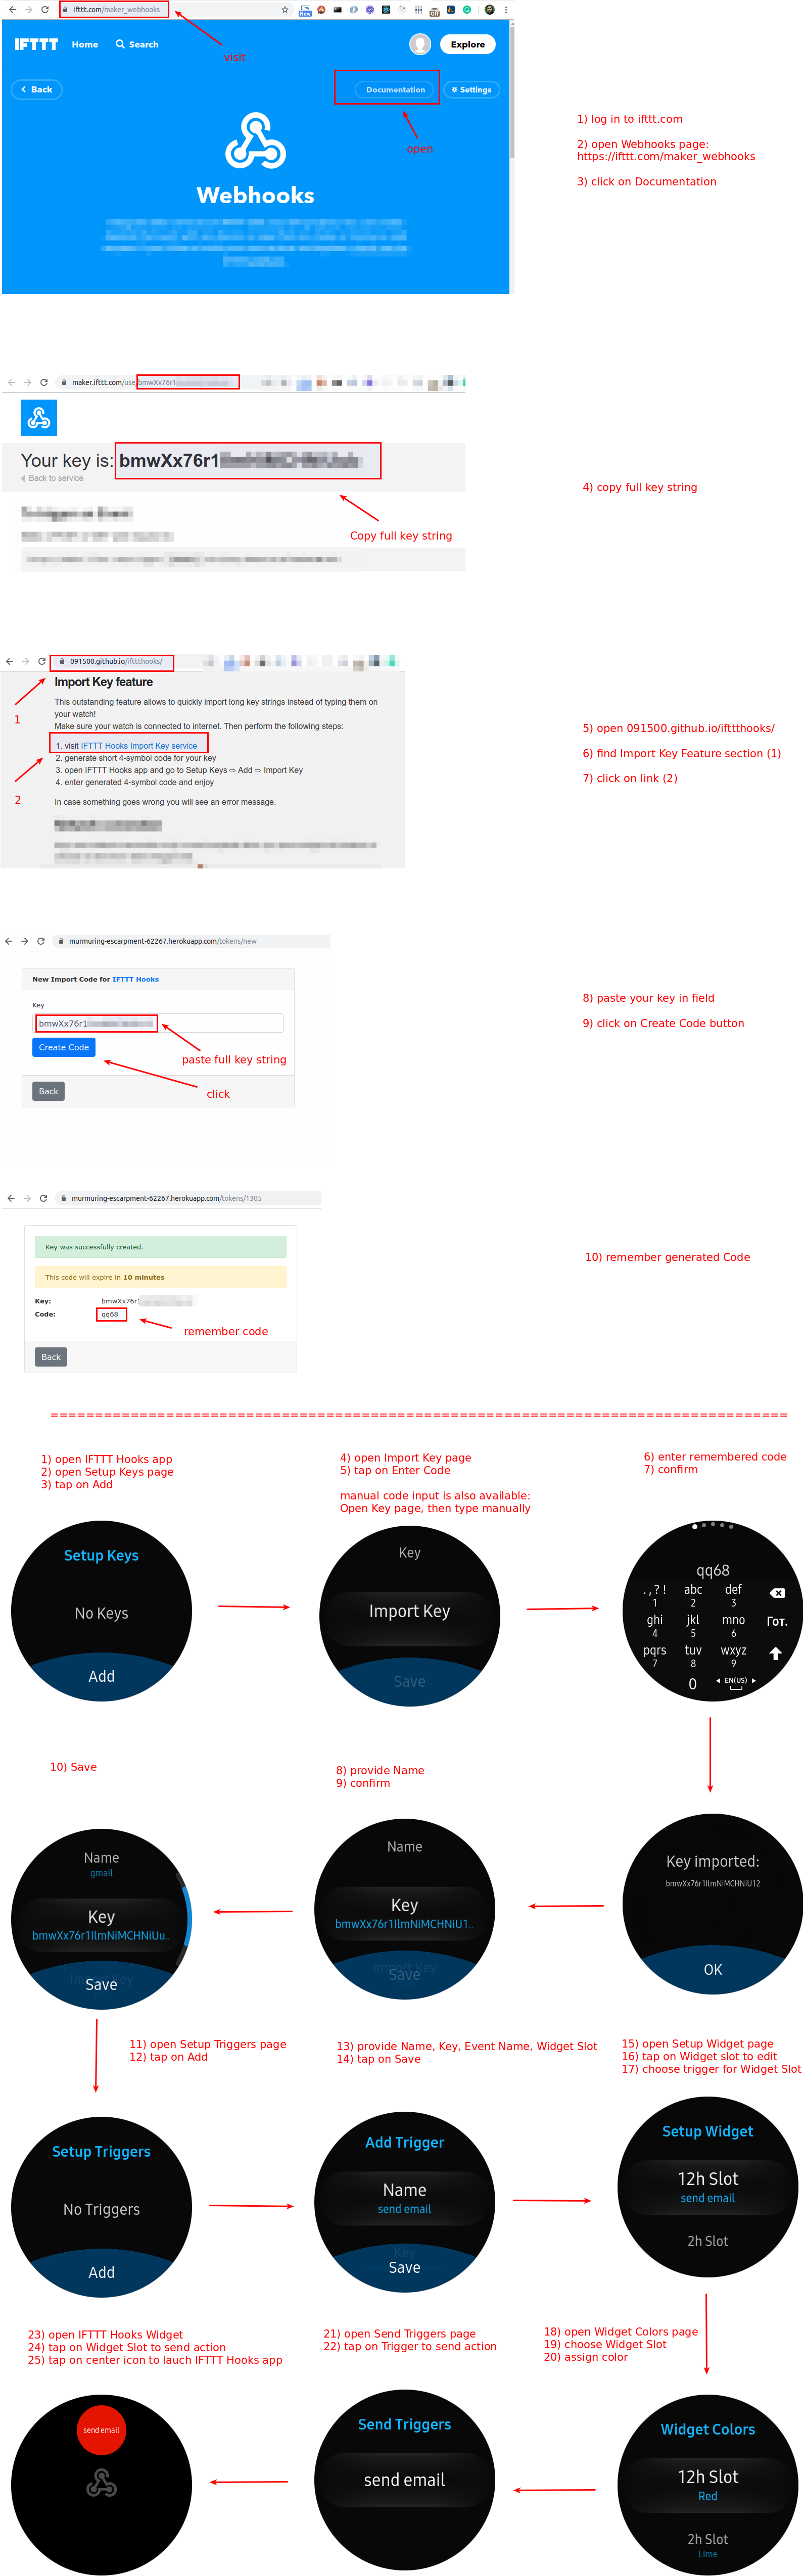 ifttt.com/maker_webhooks
New
Off
visit
IFTTT Home Search Explore
Back
Documentation
Settings
open
Webhooks
1) log in to ifttt.com
2) open Webhooks page:
https://ifttt.com/maker_webhooks
3) click on Documentation
maker.ifttt.com/use/bmwXx76r1
Your key is: bmwXx76r1
Back to service
Copy full key string
4) copy full key string
091500.github.io/ifttthooks/
1
2
Import Key feature
This outstanding feature allows to quickly import long key strings instead of typing them on
your watch!
Make sure your watch is connected to internet. Then perform the following steps:
1. visit IFTTT Hooks Import Key service
2. generate short 4-symbol code for your key
3. open IFTTT Hooks app and go to Setup Keys ⇨ Add ⇨ Import Key
4. enter generated 4-symbol code and enjoy
In case something goes wrong you will see an error message.
5) open 091500.github.io/ifttthooks/
6) find Import Key Feature section (1)
7) click on link (2)
murmuring-escarpment-62267.herokuapp.com/tokens/new
New Import Code for IFTTT Hooks
Key
bmwXx76r1
Create Code
paste full key string
click
Back
8) paste your key in field
9) click on Create Code button
murmuring-escarpment-62267.herokuapp.com/tokens/1305
Key was successfully created.
This code will expire in 10 minutes
Key: bmwXx76r
Code: qq68
remember code
Back
10) remember generated Code
1) open IFTTT Hooks app
2) open Setup Keys page
3) tap on Add
4) open Import Key page
5) tap on Enter Code
manual code input is also available:
Open Key page, then type manually
6) enter remembered code
7) confirm
Setup Keys
No Keys
Add
Key
Import Key
Save
qq68
. , ? ! abc def
1 2 3
ghi jkl mno Гот.
4 5 6
pqrs tuv wxyz
7 8 9
0 EN(US)
10) Save
8) provide Name
9) confirm
Name
gmail
Key
bmwXx76r1IlmNiMCHNiUu..
Import Key
Save
Name
Key
bmwXx76r1IlmNiMCHNiU1..
Import Key
Save
Key imported:
bmwXx76r1IlmNiMCHNiU12
OK
11) open Setup Triggers page
12) tap on Add
13) provide Name, Key, Event Name, Widget Slot
14) tap on Save
15) open Setup Widget page
16) tap on Widget slot to edit
17) choose trigger for Widget Slot
Setup Triggers
No Triggers
Add
Add Trigger
Name
send email
Key
Save
Setup Widget
12h Slot
send email
2h Slot
23) open IFTTT Hooks Widget
24) tap on Widget Slot to send action
25) tap on center icon to lauch IFTTT Hooks app
21) open Send Triggers page
22) tap on Trigger to send action
18) open Widget Colors page
19) choose Widget Slot
20) assign color
send email
Send Triggers
send email
Widget Colors
12h Slot
Red
2h Slot
Lime